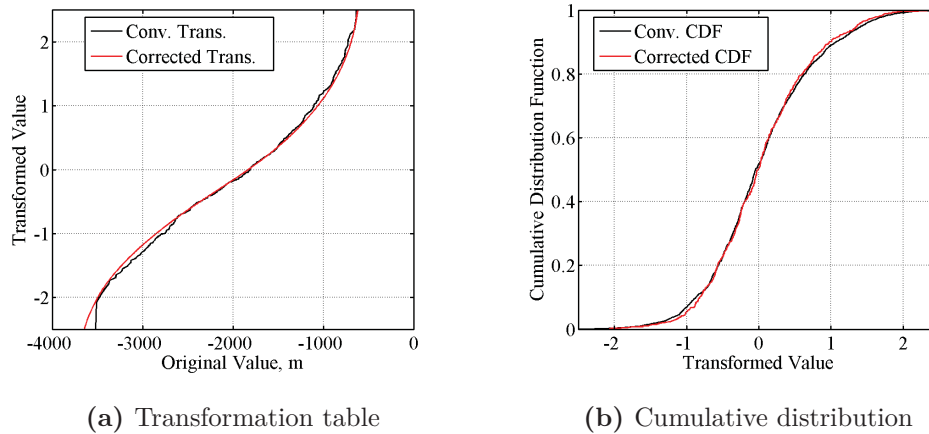 Conv. Trans.
Corrected Trans.
Transformed Value
2
1
0
-1
-2
-4000 -3000 -2000 -1000 0
Original Value, m
(a) Transformation table
Conv. CDF
Corrected CDF
Cumulative Distribution Function
1
0.8
0.6
0.4
0.2
0
-2 -1 0 1 2
Transformed Value
(b) Cumulative distribution